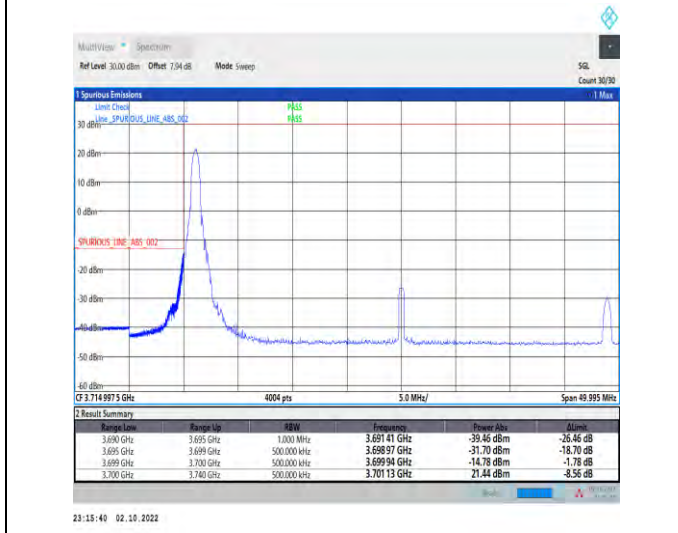 MultiView Spectrum
Ref Level 30.00 dBm Offset 7.94 dB Mode Sweep SGL
Count 30/30
1 Spurious Emissions 1 Max
Limit Check PASS
Line _SPURIOUS_LINE_ABS_002 PASS
30 dBm
20 dBm
10 dBm
0 dBm
SPURIOUS_LINE_ABS_002
-20 dBm
-30 dBm
-40 dBm
-50 dBm
-60 dBm
CF 3.714 997 5 GHz 4004 pts 5.0 MHz/ Span 49.995 MHz
2 Result Summary
Range Low Range Up RBW Frequency Power Abs ΔLimit
3.690 GHz 3.695 GHz 1.000 MHz 3.691 41 GHz -39.46 dBm -26.46 dB
3.695 GHz 3.699 GHz 500.000 kHz 3.698 97 GHz -31.70 dBm -18.70 dB
3.699 GHz 3.700 GHz 500.000 kHz 3.699 94 GHz -14.78 dBm -1.78 dB
3.700 GHz 3.740 GHz 500.000 kHz 3.701 13 GHz 21.44 dBm -8.56 dB
23:15:40 02.10.2022